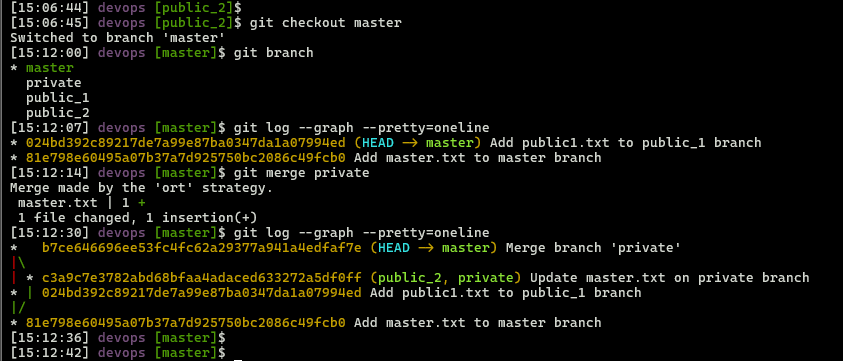 [15:06:44] devops [public_2]$
[15:06:45] devops [public_2]$ git checkout master
Switched to branch 'master'
[15:12:00] devops [master]$ git branch
* master
  private
  public_1
  public_2
[15:12:07] devops [master]$ git log --graph --pretty=oneline
* 024bd392c89217de7a99e87ba0347da1a07994ed (HEAD -> master) Add public1.txt to public_1 branch
* 81e798e60495a07b37a7d925750bc2086c49fcb0 Add master.txt to master branch
[15:12:14] devops [master]$ git merge private
Merge made by the 'ort' strategy.
 master.txt | 1 +
 1 file changed, 1 insertion(+)
[15:12:30] devops [master]$ git log --graph --pretty=oneline
*   b7ce646696ee53fc4fc62a29377a941a4edfaf7e (HEAD -> master) Merge branch 'private'
|\
| * c3a9c7e3782abd68bfaa4adaced633272a5df0ff (public_2, private) Update master.txt on private branch
* | 024bd392c89217de7a99e87ba0347da1a07994ed Add public1.txt to public_1 branch
|/
* 81e798e60495a07b37a7d925750bc2086c49fcb0 Add master.txt to master branch
[15:12:36] devops [master]$
[15:12:42] devops [master]$